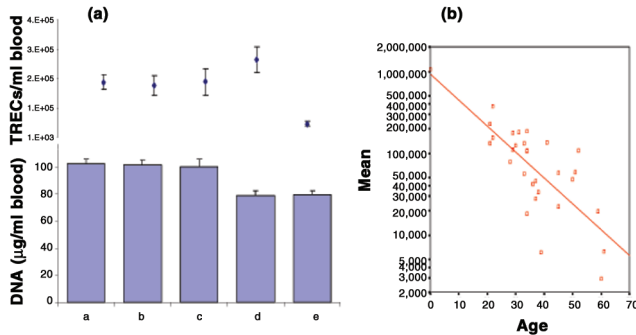 (a)
TRECs/ml blood
4.E+05
3.E+05
2.E+05
1.E+05
1.E+03
DNA (μg/ml blood)
100
80
60
40
20
0
a b c d e
(b)
Mean
2,000,000
1,000,000
500,000
400,000
300,000
200,000
100,000
50,000
40,000
30,000
20,000
10,000
5,000
4,000
3,000
2,000
0 10 20 30 40 50 60 70
Age